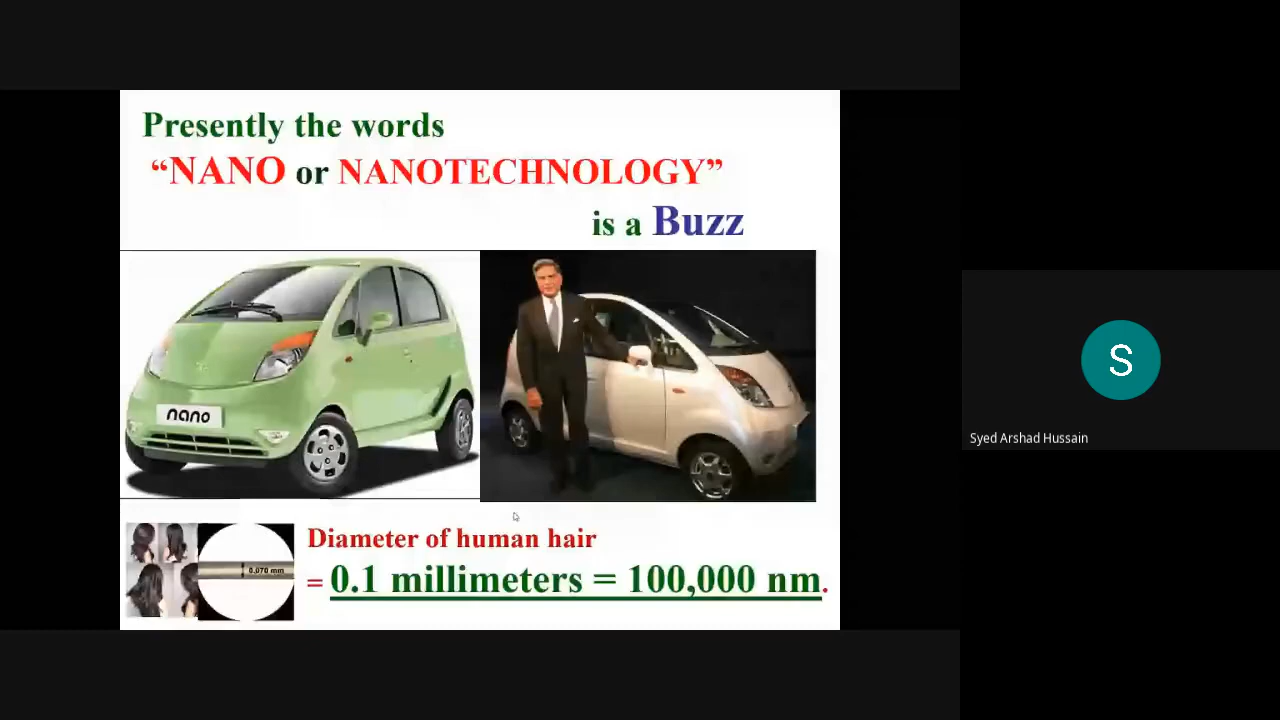 Presently the words
“NANO or NANOTECHNOLOGY”
is a Buzz
nano
0.070 mm
Diameter of human hair
= 0.1 millimeters = 100,000 nm.
S
Syed Arshad Hussain